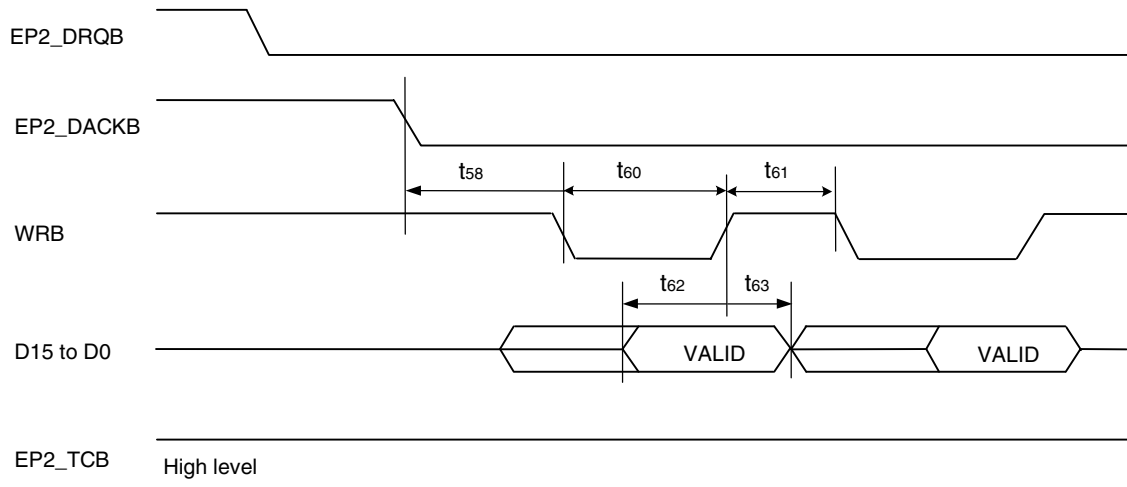 EP2_DRQB
EP2_DACKB
t58 t60 t61
WRB
t62 t63
D15 to D0 VALID VALID
EP2_TCB High level